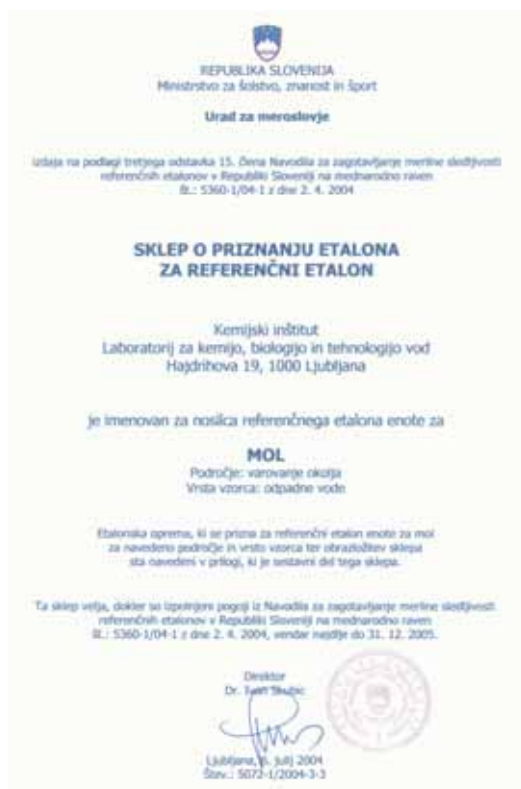 REPUBLIKA SLOVENIJA
Ministrstvo za šolstvo, znanost in šport
Urad za meroslovje
izdaja na podlagi tretjega odstavka 15. člena Navodila za zagotavljanje merilne sledljivosti
referenčnih etalonov v Republiki Sloveniji na mednarodno raven
št.: 5360-1/04-1 z dne 2. 4. 2004
SKLEP O PRIZNANJU ETALONA
ZA REFERENČNI ETALON
Kemijski inštitut
Laboratorij za kemijo, biologijo in tehnologijo vod
Hajdrihova 19, 1000 Ljubljana
je imenovan za nosilca referenčnega etalona enote za
MOL
Področje: varovanje okolja
Vrsta vzorca: odpadne vode
Etalonska oprema, ki se prizna za referenčni etalon enote za mol
za navedeno področje in vrsto vzorca ter obrazložitev sklepa
sta navedeni v prilogi, ki je sestavni del tega sklepa.
Ta sklep velja, dokler so izpolnjeni pogoji iz Navodila za zagotavljanje merilne sledljivosti
referenčnih etalonov v Republiki Sloveniji na mednarodno raven
št.: 5360-1/04-1 z dne 2. 4. 2004, vendar najdlje do 31. 12. 2005.
Direktor
Dr. Ivan Skubic
Ljubljana, 6. julij 2004
Štev.: 5072-1/2004-3-3